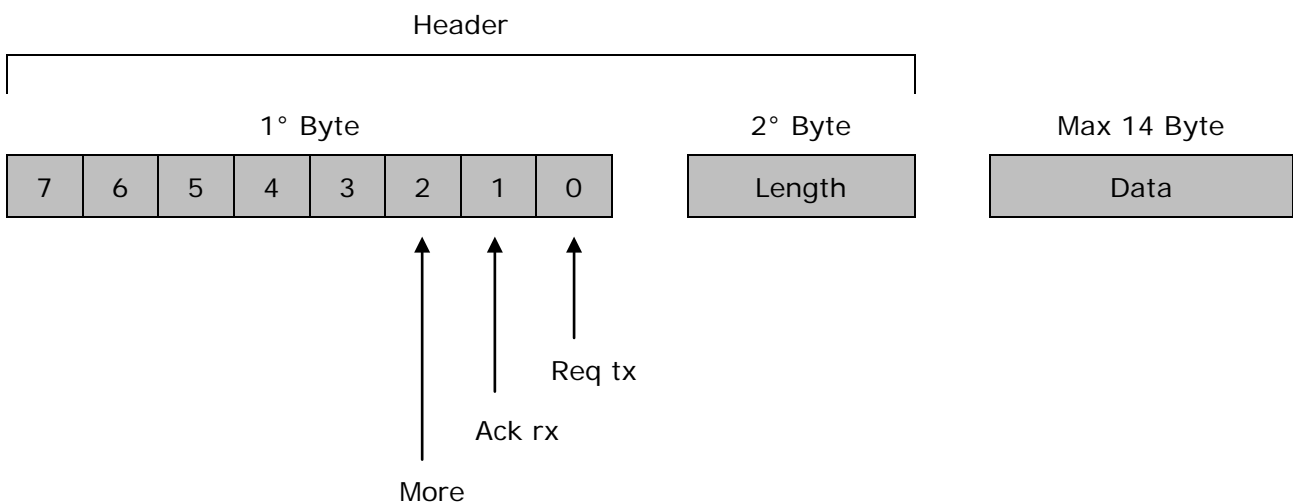 Header
1° Byte 2° Byte Max 14 Byte
7 6 5 4 3 2 1 0 Length Data
Req tx
Ack rx
More